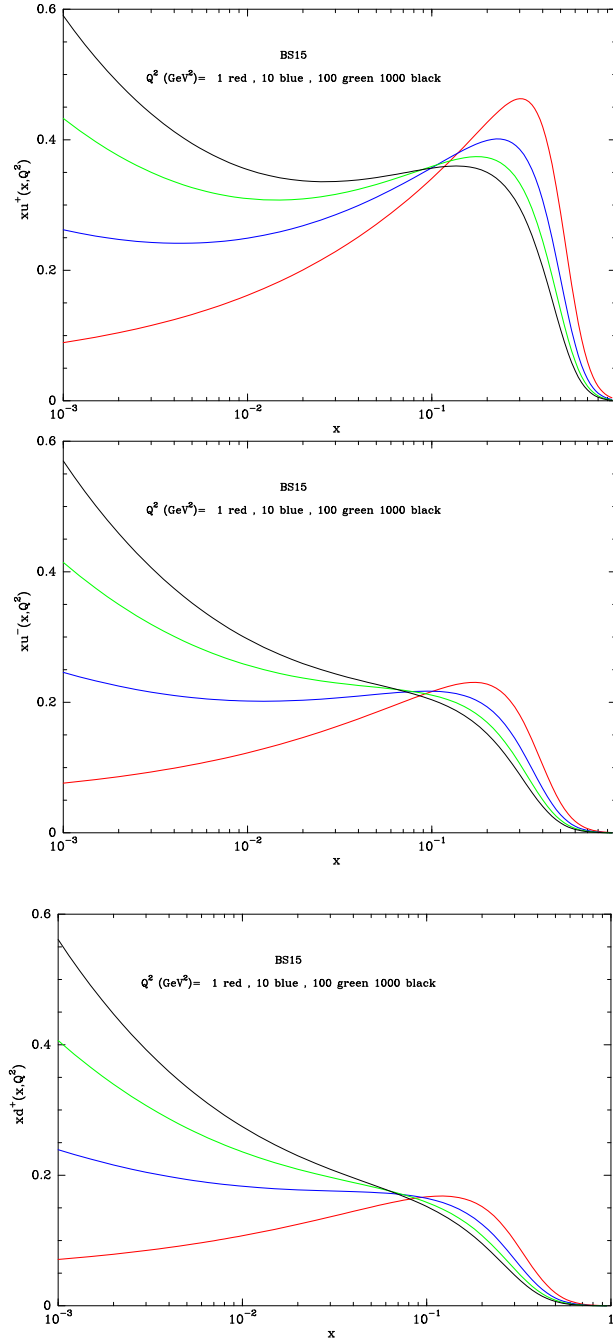 0.6
BS15
Q² (GeV²)= 1 red , 10 blue , 100 green 1000 black
0.4
xu⁺(x,Q²)
0.2
0
10⁻³ 10⁻² 10⁻¹
x
0.6
BS15
Q² (GeV²)= 1 red , 10 blue , 100 green 1000 black
0.4
xu⁻(x,Q²)
0.2
0
10⁻³ 10⁻² 10⁻¹
x
0.6
BS15
Q² (GeV²)= 1 red , 10 blue , 100 green 1000 black
0.4
xd⁺(x,Q²)
0.2
0
10⁻³ 10⁻² 10⁻¹ 1
x